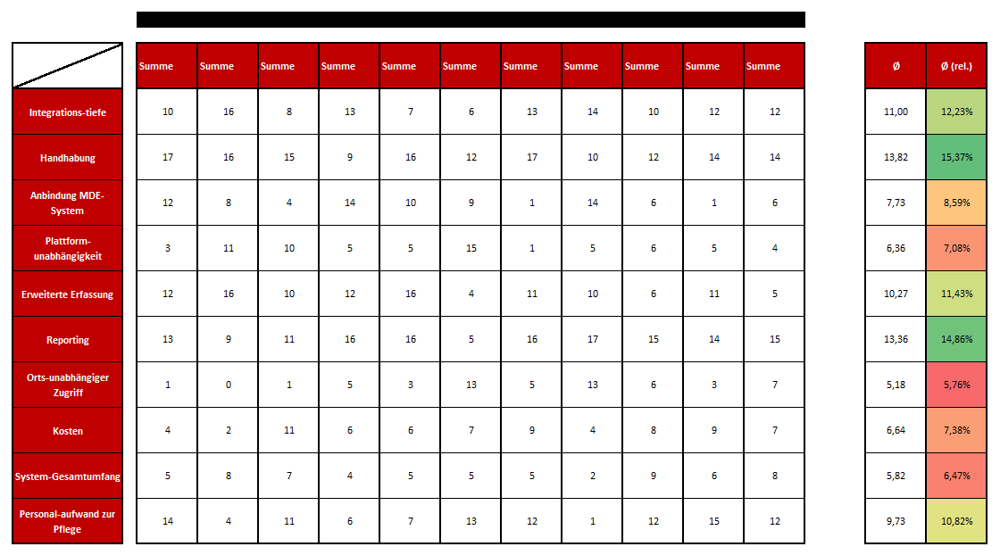 Summe Summe Summe Summe Summe Summe Summe Summe Summe Summe Summe Ø Ø (rel.)
Integrations-tiefe 10 16 8 13 7 6 13 14 10 12 12 11,00 12,23%
Handhabung 17 16 15 9 16 12 17 10 12 14 14 13,82 15,37%
Anbindung MDE-
System 12 8 4 14 10 9 1 14 6 1 6 7,73 8,59%
Plattform-
unabhängigkeit 3 11 10 5 5 15 1 5 6 5 4 6,36 7,08%
Erweiterte Erfassung 12 16 10 12 16 4 11 10 6 11 5 10,27 11,43%
Reporting 13 9 11 16 16 5 16 17 15 14 15 13,36 14,86%
Orts-unabhängiger
Zugriff 1 0 1 5 3 13 5 13 6 3 7 5,18 5,76%
Kosten 4 2 11 6 6 7 9 4 8 9 7 6,64 7,38%
System-Gesamtumfang 5 8 7 4 5 5 5 2 9 6 8 5,82 6,47%
Personal-aufwand zur
Pflege 14 4 11 6 7 13 12 1 12 15 12 9,73 10,82%